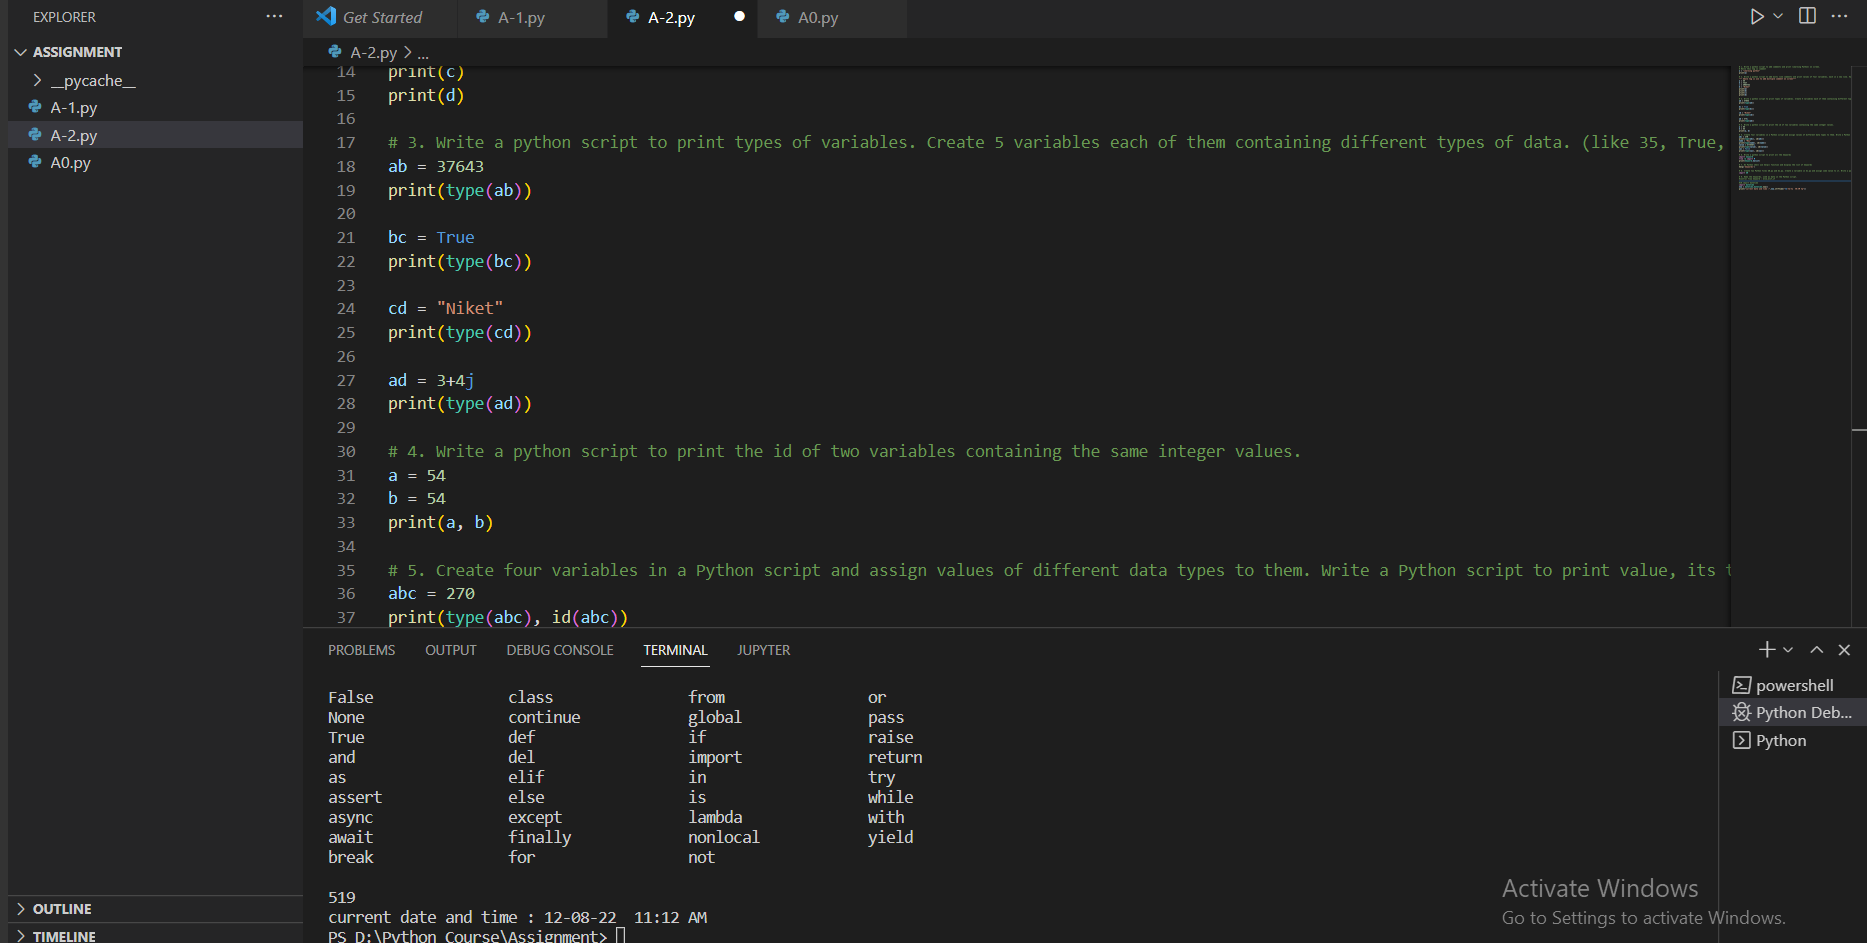 EXPLORER
ASSIGNMENT
__pycache__
A-1.py
A-2.py
A0.py
OUTLINE
TIMELINE
Get Started
A-1.py
A-2.py
A0.py
A-2.py > ...
14 print(c)
15 print(d)
16
17 # 3. Write a python script to print types of variables. Create 5 variables each of them containing different types of data. (like 35, True,
18 ab = 37643
19 print(type(ab))
20
21 bc = True
22 print(type(bc))
23
24 cd = "Niket"
25 print(type(cd))
26
27 ad = 3+4j
28 print(type(ad))
29
30 # 4. Write a python script to print the id of two variables containing the same integer values.
31 a = 54
32 b = 54
33 print(a, b)
34
35 # 5. Create four variables in a Python script and assign values of different data types to them. Write a Python script to print value, its
36 abc = 270
37 print(type(abc), id(abc))
PROBLEMS OUTPUT DEBUG CONSOLE TERMINAL JUPYTER
False class from or
None continue global pass
True def if raise
and del import return
as elif in try
assert else is while
async except lambda with
await finally nonlocal yield
break for not
519
current date and time : 12-08-22 11:12 AM
PS D:\Python Course\Assignment>
powershell
Python Deb...
Python
Activate Windows
Go to Settings to activate Windows.